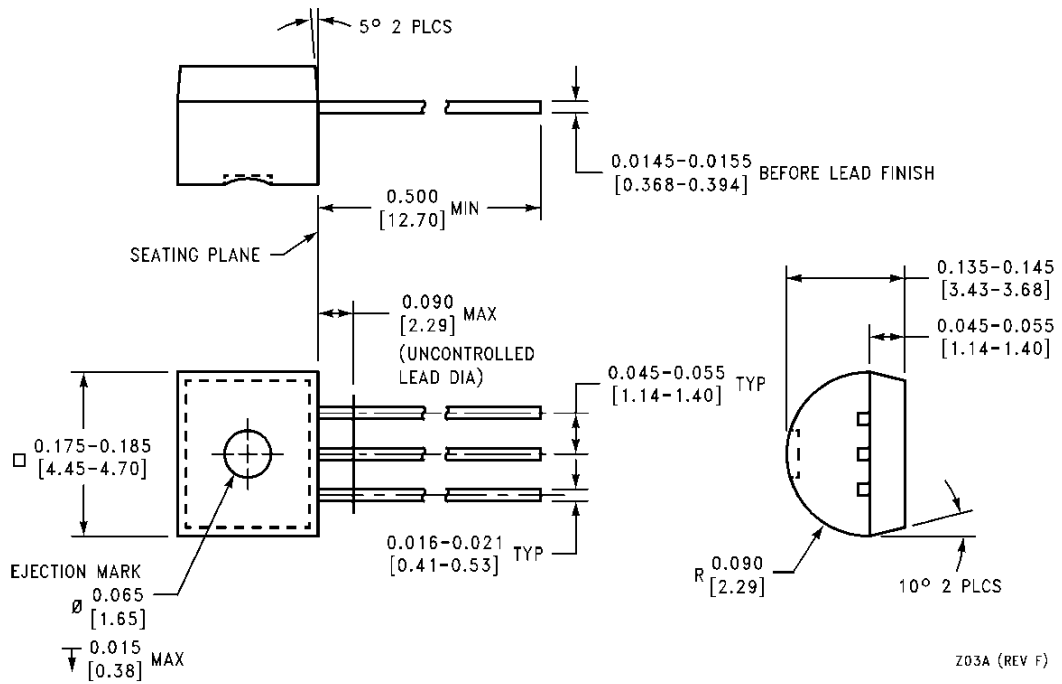 5° 2 PLCS
0.0145-0.0155
[0.368-0.394]
BEFORE LEAD FINISH
0.500
[12.70]
MIN
SEATING PLANE
0.090
[2.29]
MAX
(UNCONTROLLED
LEAD DIA)
0.135-0.145
[3.43-3.68]
0.045-0.055
[1.14-1.40]
0.045-0.055
[1.14-1.40]
TYP
□ 0.175-0.185
[4.45-4.70]
0.016-0.021
[0.41-0.53]
TYP
EJECTION MARK
Ø 0.065
[1.65]
0.015
[0.38]
MAX
R 0.090
[2.29]
10° 2 PLCS
Z03A (REV F)